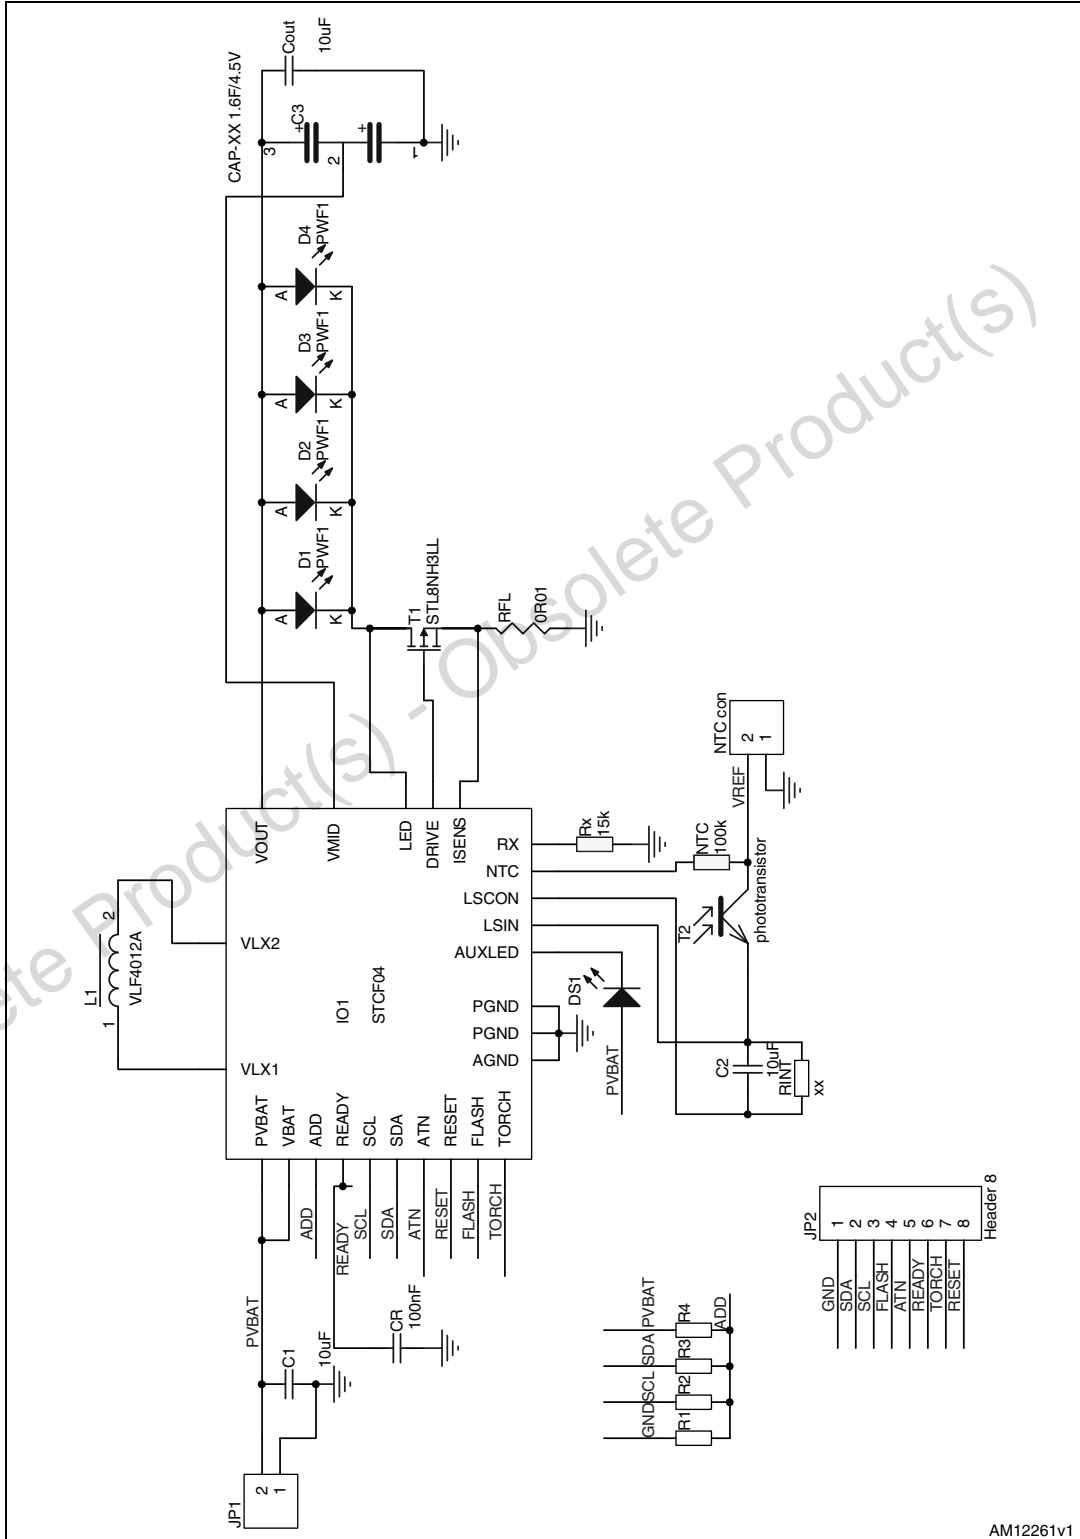 Cout
10uF
CAP-XX 1.6F/4.5V
C3
+
+
3
2
1
D4
PWF1
A
K
D3
PWF1
A
K
D2
PWF1
A
K
D1
PWF1
A
K
T1
STL8NH3LL
RFL
0R01
L1
VLF4012A
1
2
VLX1
VLX2
IO1
STCF04
VOUT
VMID
LED
DRIVE
ISENS
RX
NTC
LSCON
LSIN
AUXLED
PGND
PGND
AGND
PVBAT
VBAT
ADD
READY
SCL
SDA
ATN
RESET
FLASH
TORCH
Rx
15k
NTC
100k
NTC con
2
1
VREF
T2
phototransistor
DS1
PVBAT
C2
10uF
RINT
xx
ADD
READY
SCL
SDA
ATN
RESET
FLASH
TORCH
PVBAT
C1
10uF
CR
100nF
JP1
2
1
GND
SCL
SDA
PVBAT
R1
R2
R3
R4
ADD
JP2
1
2
3
4
5
6
7
8
Header 8
GND
SDA
SCL
FLASH
ATN
READY
TORCH
RESET
ete Product(s) - Obsolete Product(s)
AM12261v1